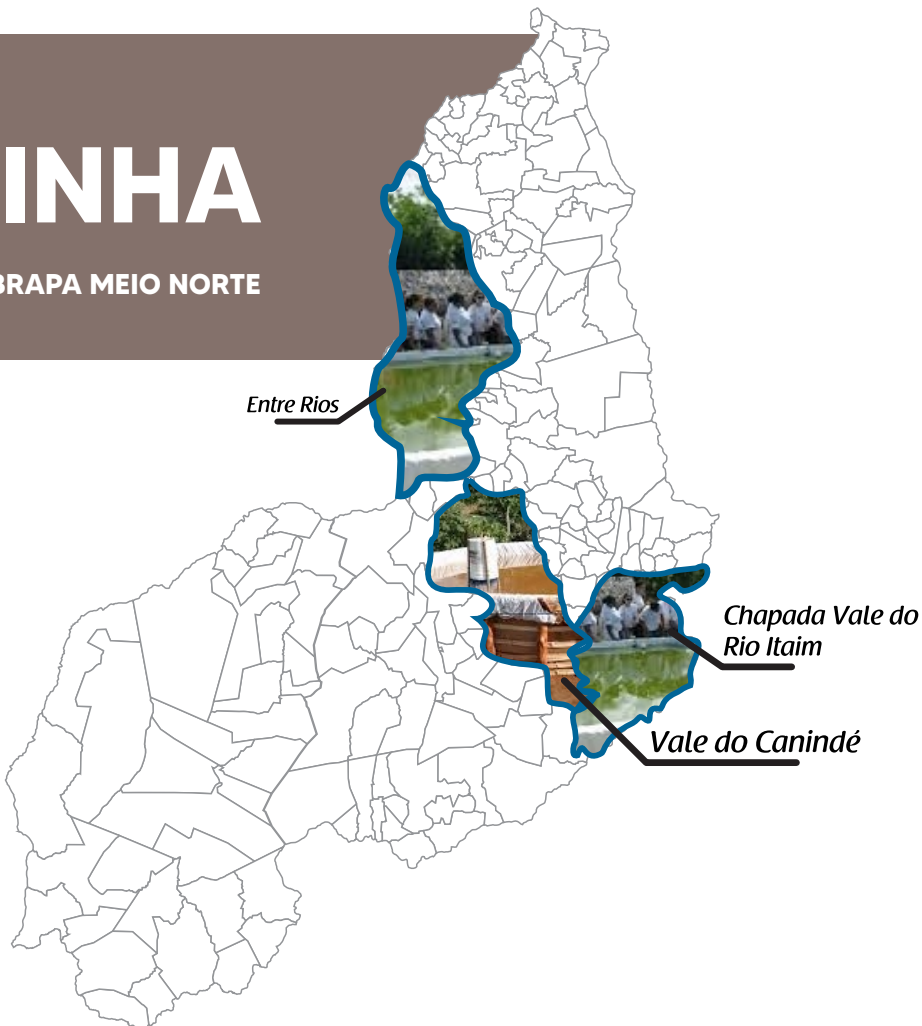 INHA
BRAPA MEIO NORTE
Entre Rios
Chapada Vale do
Rio Itaim
Vale do Canindé